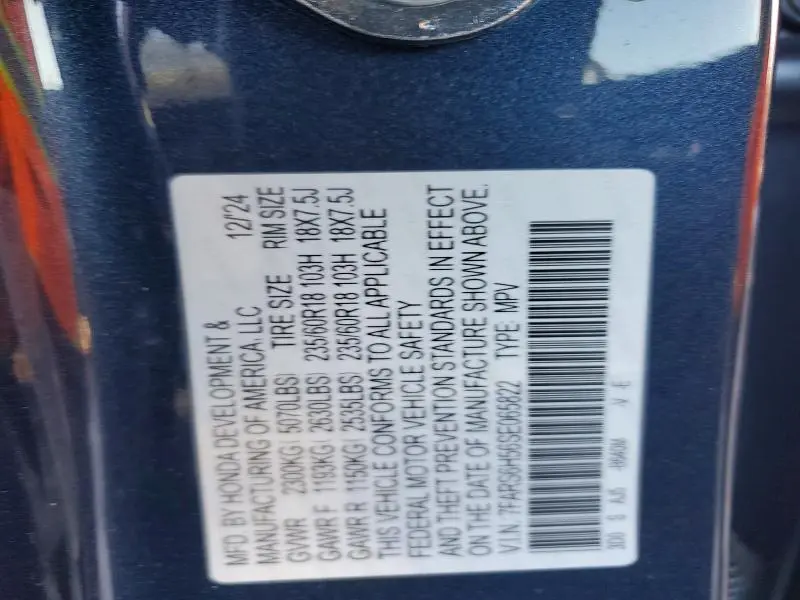 MFD BY HONDA DEVELOPMENT &
MANUFACTURING OF AMERICA, LLC 12/'24
GVWR 2300KG( 5070LBS) TIRE SIZE RIM SIZE
GAWR F 1193KG( 2630LBS) 235/60R18 103H 18X7.5J
GAWR R 1150KG( 2535LBS) 235/60R18 103H 18X7.5J
THIS VEHICLE CONFORMS TO ALL APPLICABLE
FEDERAL MOTOR VEHICLE SAFETY
AND THEFT PREVENTION STANDARDS IN EFFECT
ON THE DATE OF MANUFACTURE SHOWN ABOVE.
V.I.N. 7FARS6H56SE065822 TYPE: MPV